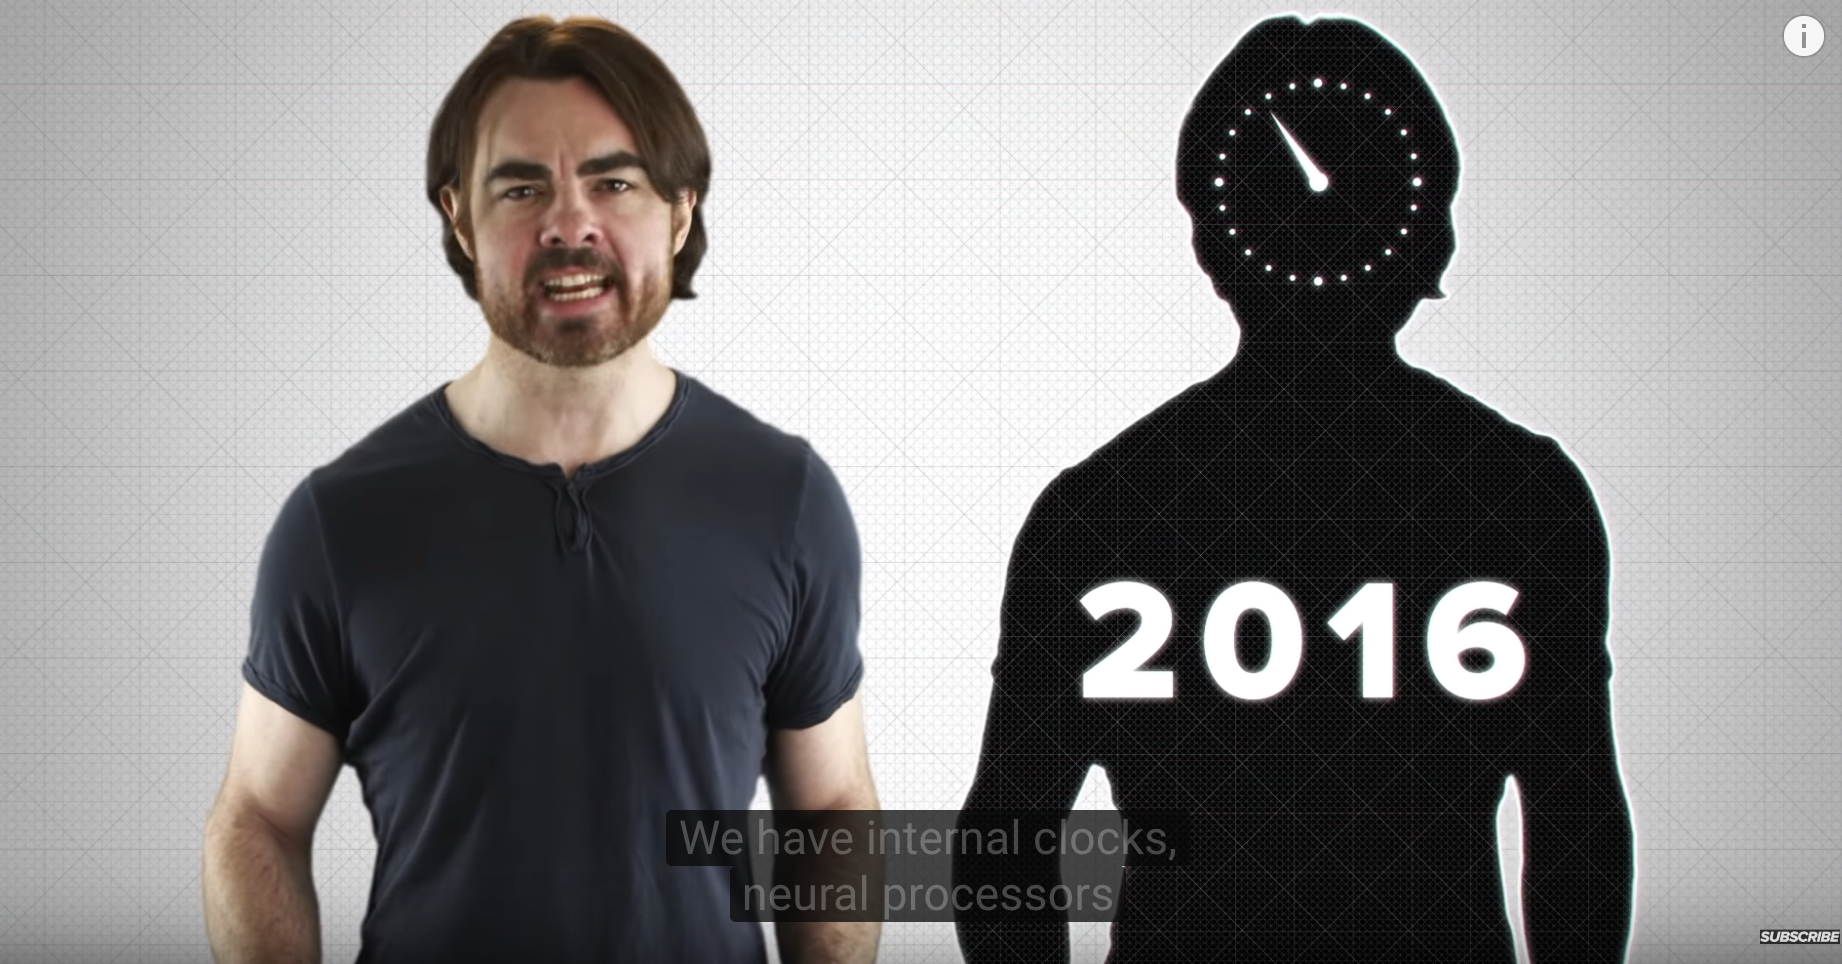 2016
We have internal clocks,
neural processors
SUBSCRIBE